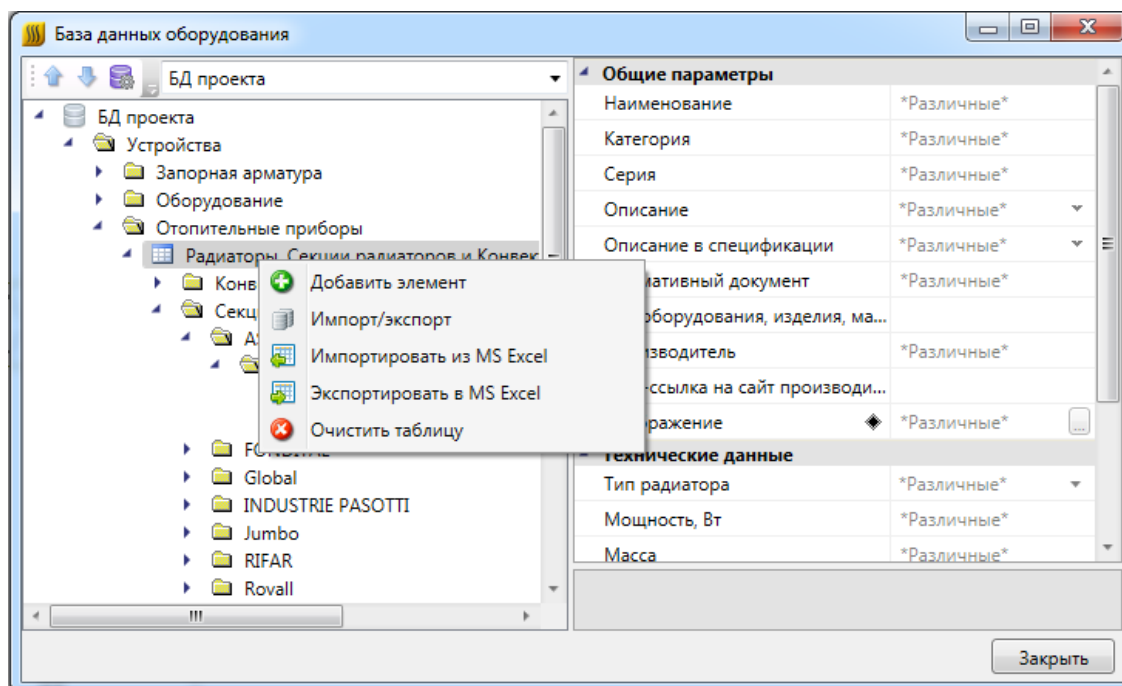 База данных оборудования
БД проекта
БД проекта
Устройства
Запорная арматура
Оборудование
Отопительные приборы
Радиаторы, Секции радиаторов и Конвек
Конв
Секц
FONDITAL
Global
INDUSTRIE PASOTTI
Jumbo
RIFAR
Rovall
Добавить элемент
Импорт/экспорт
Импортировать из MS Excel
Экспортировать в MS Excel
Очистить таблицу
Общие параметры
Наименование *Различные*
Категория *Различные*
Серия *Различные*
Описание *Различные*
Описание в спецификации *Различные*
мативный документ *Различные*
оборудования, изделия, ма...
изводитель *Различные*
-ссылка на сайт производи...
ражение *Различные* ...
Технические данные
Тип радиатора *Различные*
Мощность, Вт *Различные*
Масса *Различные*
Закрыть